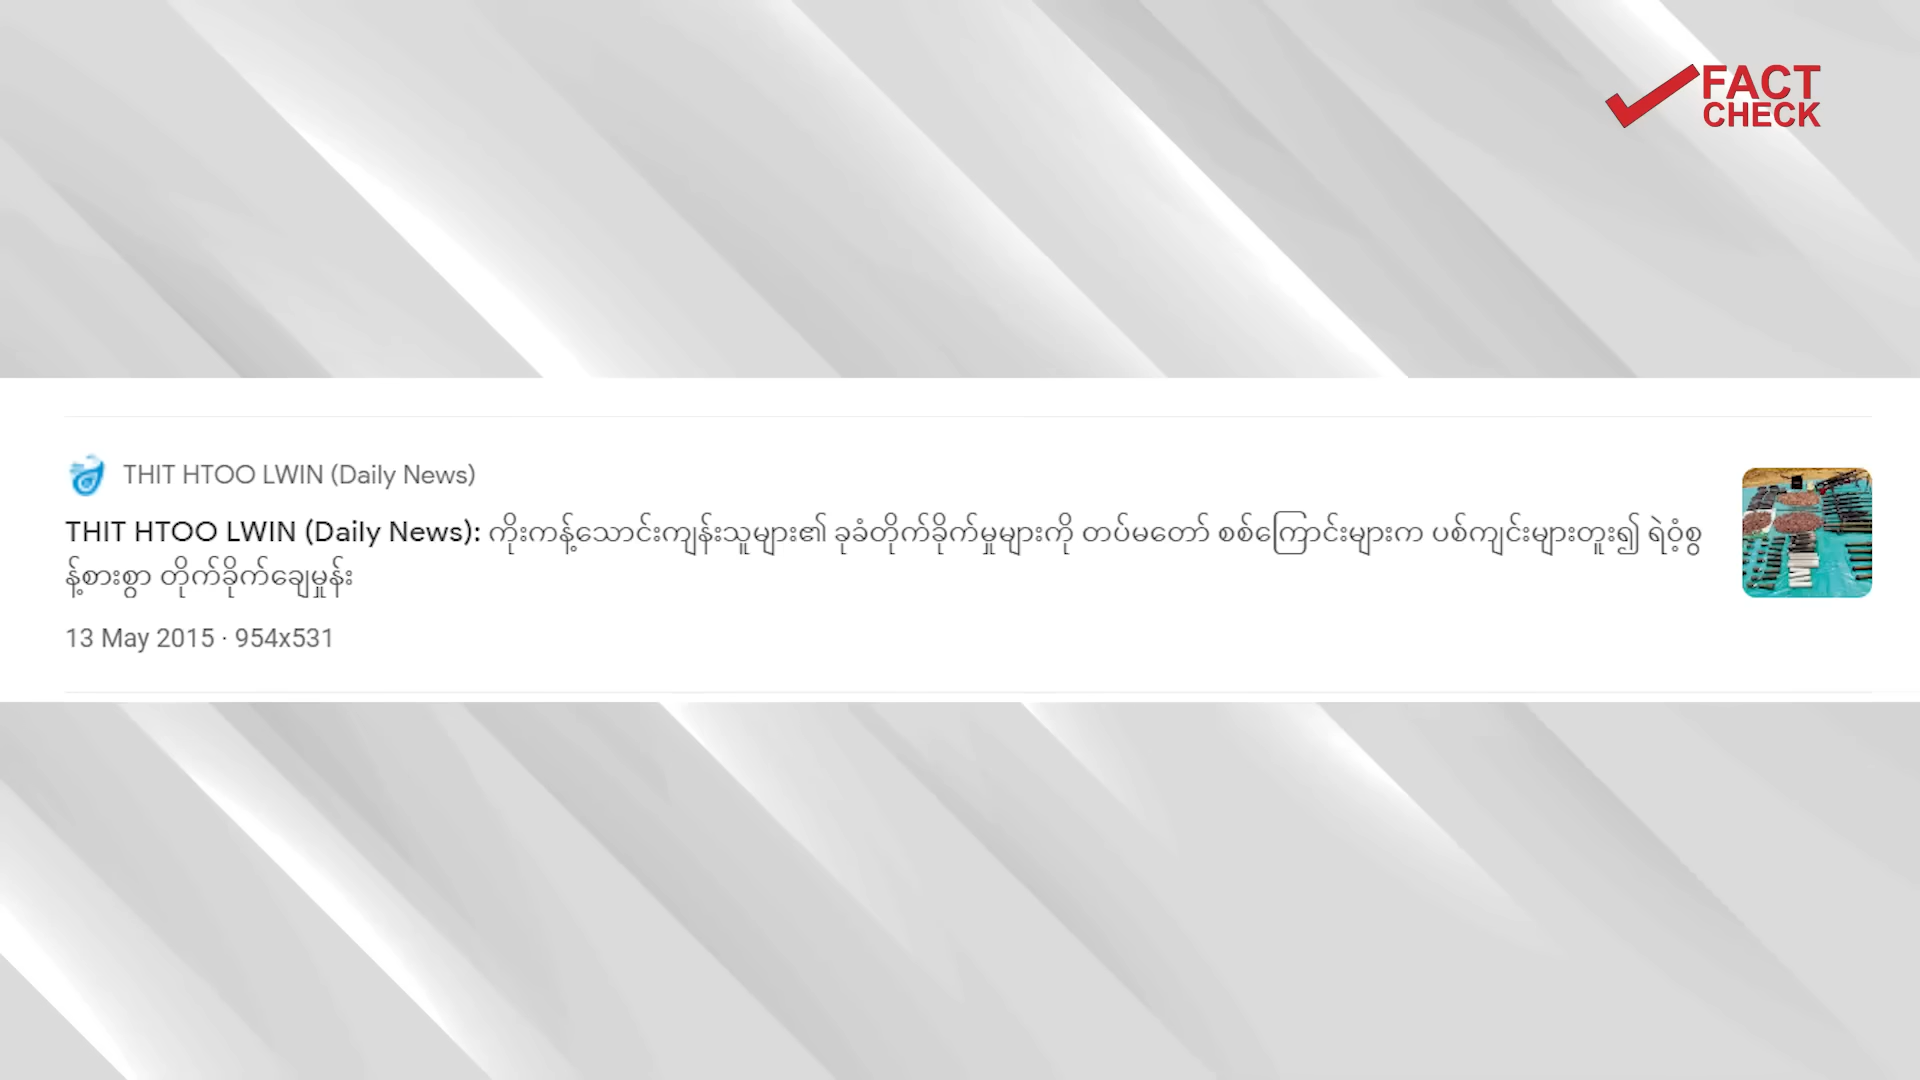 FACT
CHECK
THIT HTOO LWIN (Daily News)
THIT HTOO LWIN (Daily News): ကိုးကန့်သောင်းကျန်းသူများ၏ ခုခံတိုက်ခိုက်မှုများကို တပ်မတော် စစ်ကြောင်းများက ပစ်ကျင်းများတူး၍ ရဲဝံ့စွ
န့်စားစွာ တိုက်ခိုက်ချေမှုန်း
13 May 2015 · 954x531